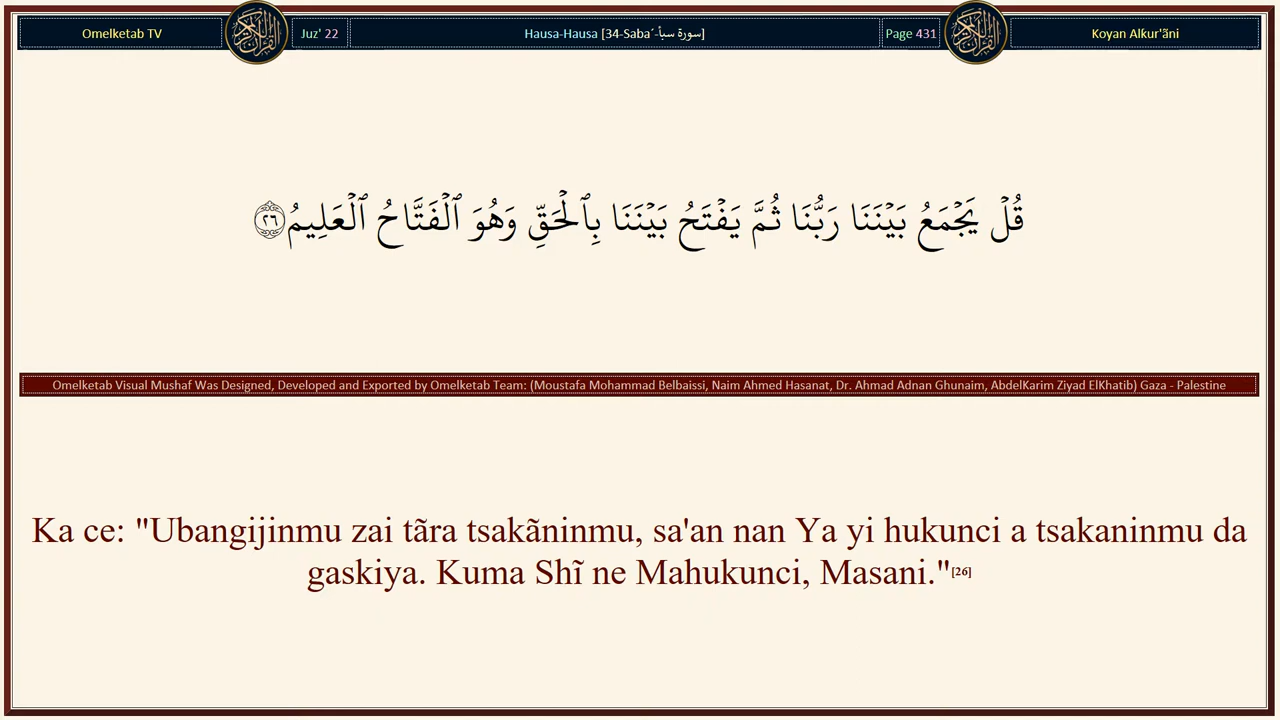 Omelketab TV
Juz' 22
Hausa-Hausa [34-Saba´-سورة سبأ]
Page 431
Koyan Alƙur'ãni
قُلۡ يَجۡمَعُ بَيۡنَنَا رَبُّنَا ثُمَّ يَفۡتَحُ بَيۡنَنَا بِٱلۡحَقِّ وَهُوَ ٱلۡفَتَّاحُ ٱلۡعَلِيمُ ٢٦
Omelketab Visual Mushaf Was Designed, Developed and Exported by Omelketab Team: (Moustafa Mohammad Belbaissi, Naim Ahmed Hasanat, Dr. Ahmad Adnan Ghunaim, AbdelKarim Ziyad ElKhatib) Gaza - Palestine
Ka ce: "Ubangijinmu zai tãra tsakãninmu, sa'an nan Ya yi hukunci a tsakaninmu da
gaskiya. Kuma Shĩ ne Mahukunci, Masani."[26]